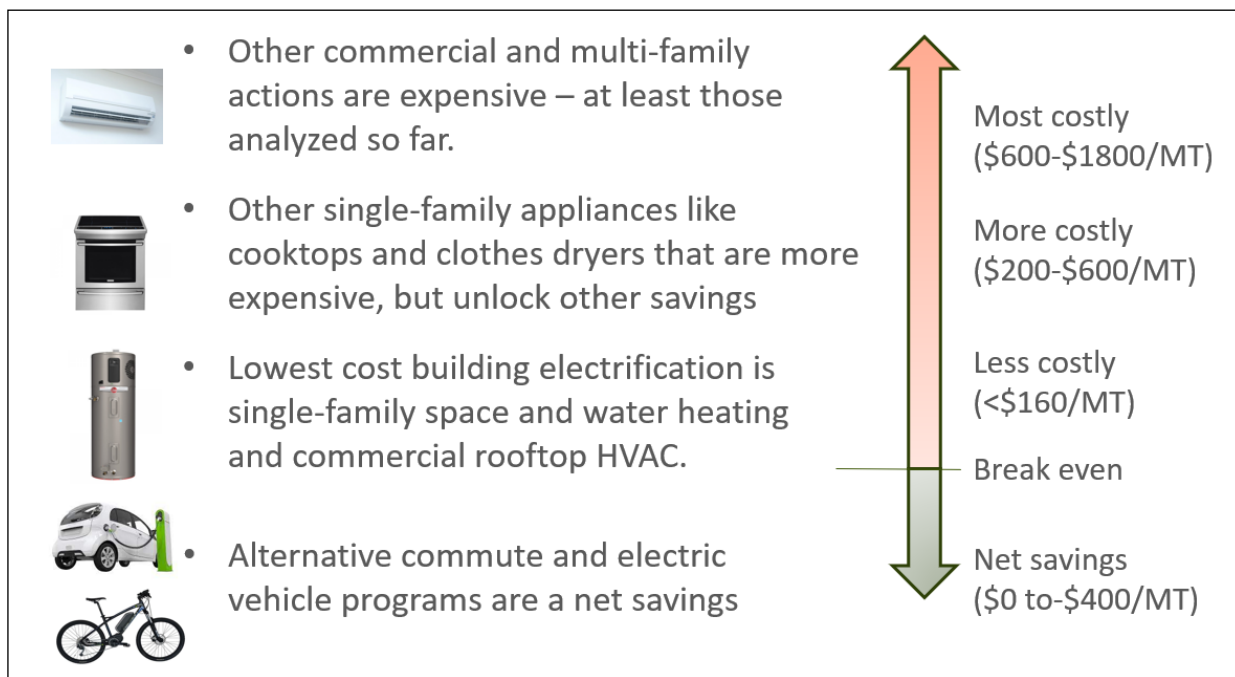 • Other commercial and multi-family
actions are expensive – at least those
analyzed so far.
• Other single-family appliances like
cooktops and clothes dryers that are more
expensive, but unlock other savings
• Lowest cost building electrification is
single-family space and water heating
and commercial rooftop HVAC.
• Alternative commute and electric
vehicle programs are a net savings
Most costly
($600-$1800/MT)
More costly
($200-$600/MT)
Less costly
(<$160/MT)
Break even
Net savings
($0 to-$400/MT)